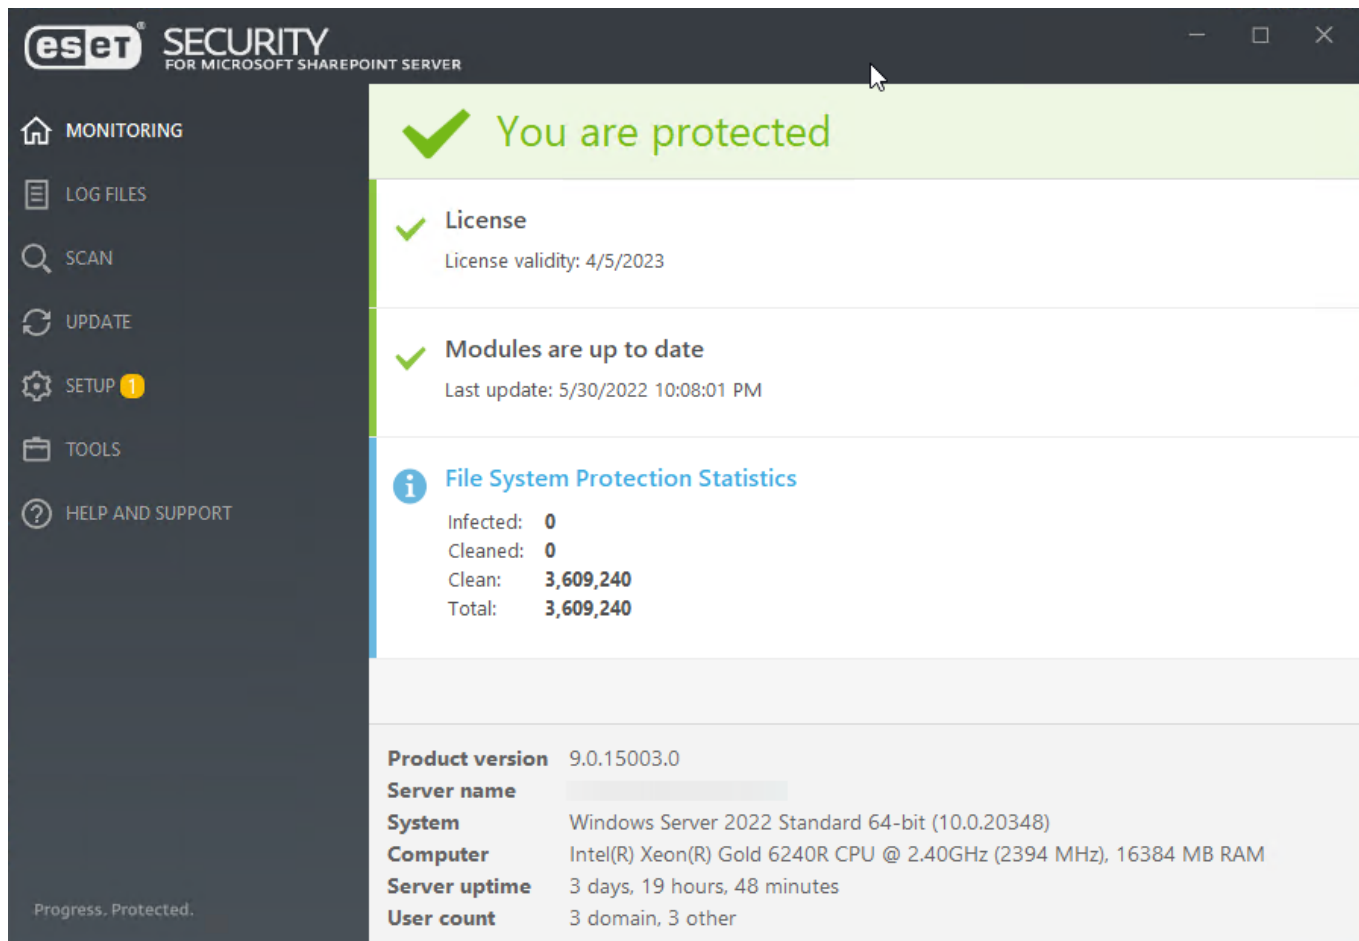 eseT® SECURITY
FOR MICROSOFT SHAREPOINT SERVER
MONITORING
LOG FILES
SCAN
UPDATE
SETUP 1
TOOLS
HELP AND SUPPORT
Progress. Protected.
You are protected
License
License validity: 4/5/2023
Modules are up to date
Last update: 5/30/2022 10:08:01 PM
File System Protection Statistics
Infected: 0
Cleaned: 0
Clean: 3,609,240
Total: 3,609,240
Product version 9.0.15003.0
Server name
System Windows Server 2022 Standard 64-bit (10.0.20348)
Computer Intel(R) Xeon(R) Gold 6240R CPU @ 2.40GHz (2394 MHz), 16384 MB RAM
Server uptime 3 days, 19 hours, 48 minutes
User count 3 domain, 3 other